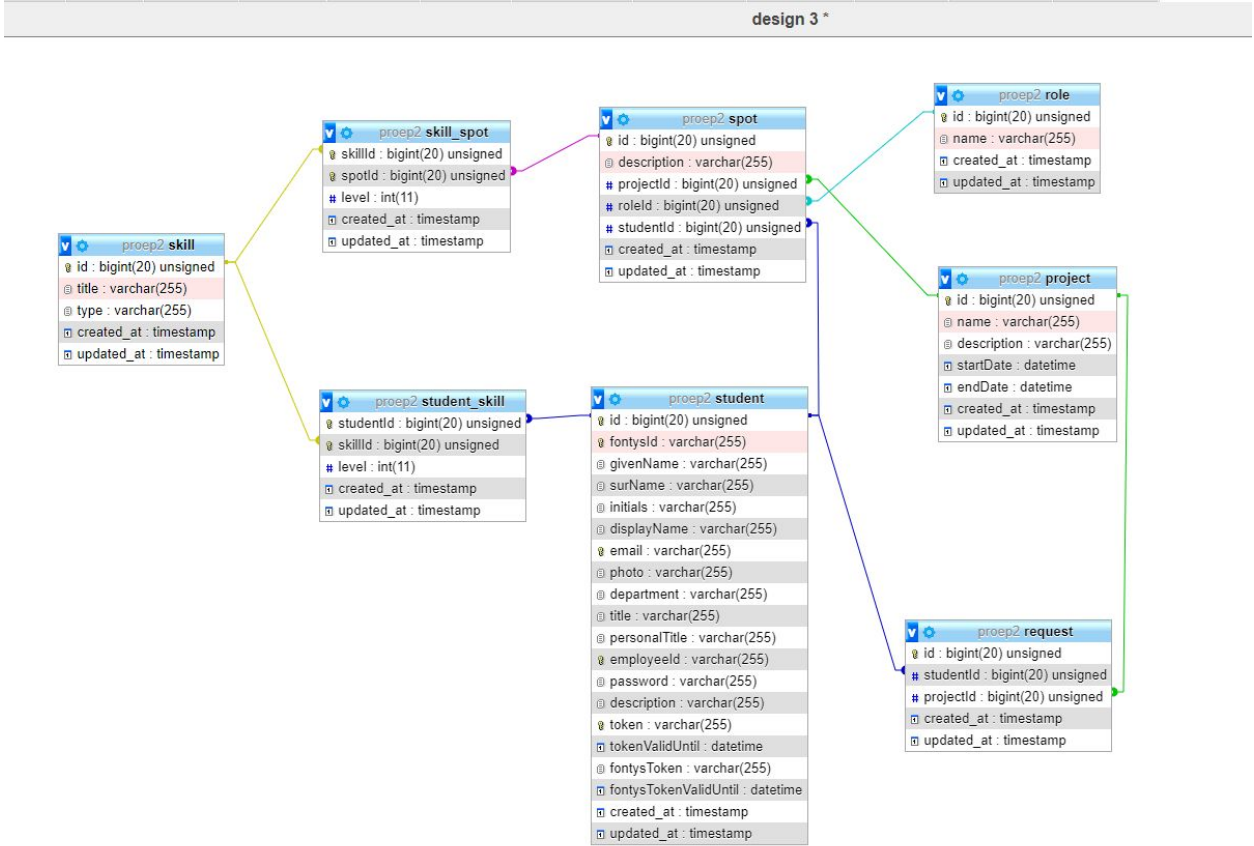 design 3 *
proep2 skill
id : bigint(20) unsigned
title : varchar(255)
type : varchar(255)
created_at : timestamp
updated_at : timestamp
proep2 skill_spot
skillId : bigint(20) unsigned
spotId : bigint(20) unsigned
# level : int(11)
created_at : timestamp
updated_at : timestamp
proep2 student_skill
studentId : bigint(20) unsigned
skillId : bigint(20) unsigned
# level : int(11)
created_at : timestamp
updated_at : timestamp
proep2 spot
id : bigint(20) unsigned
description : varchar(255)
# projectId : bigint(20) unsigned
# roleId : bigint(20) unsigned
# studentId : bigint(20) unsigned
created_at : timestamp
updated_at : timestamp
proep2 student
id : bigint(20) unsigned
fontysId : varchar(255)
givenName : varchar(255)
surName : varchar(255)
initials : varchar(255)
displayName : varchar(255)
email : varchar(255)
photo : varchar(255)
department : varchar(255)
title : varchar(255)
personalTitle : varchar(255)
employeeId : varchar(255)
password : varchar(255)
description : varchar(255)
token : varchar(255)
tokenValidUntil : datetime
fontysToken : varchar(255)
fontysTokenValidUntil : datetime
created_at : timestamp
updated_at : timestamp
proep2 role
id : bigint(20) unsigned
name : varchar(255)
created_at : timestamp
updated_at : timestamp
proep2 project
id : bigint(20) unsigned
name : varchar(255)
description : varchar(255)
startDate : datetime
endDate : datetime
created_at : timestamp
updated_at : timestamp
proep2 request
id : bigint(20) unsigned
# studentId : bigint(20) unsigned
# projectId : bigint(20) unsigned
created_at : timestamp
updated_at : timestamp